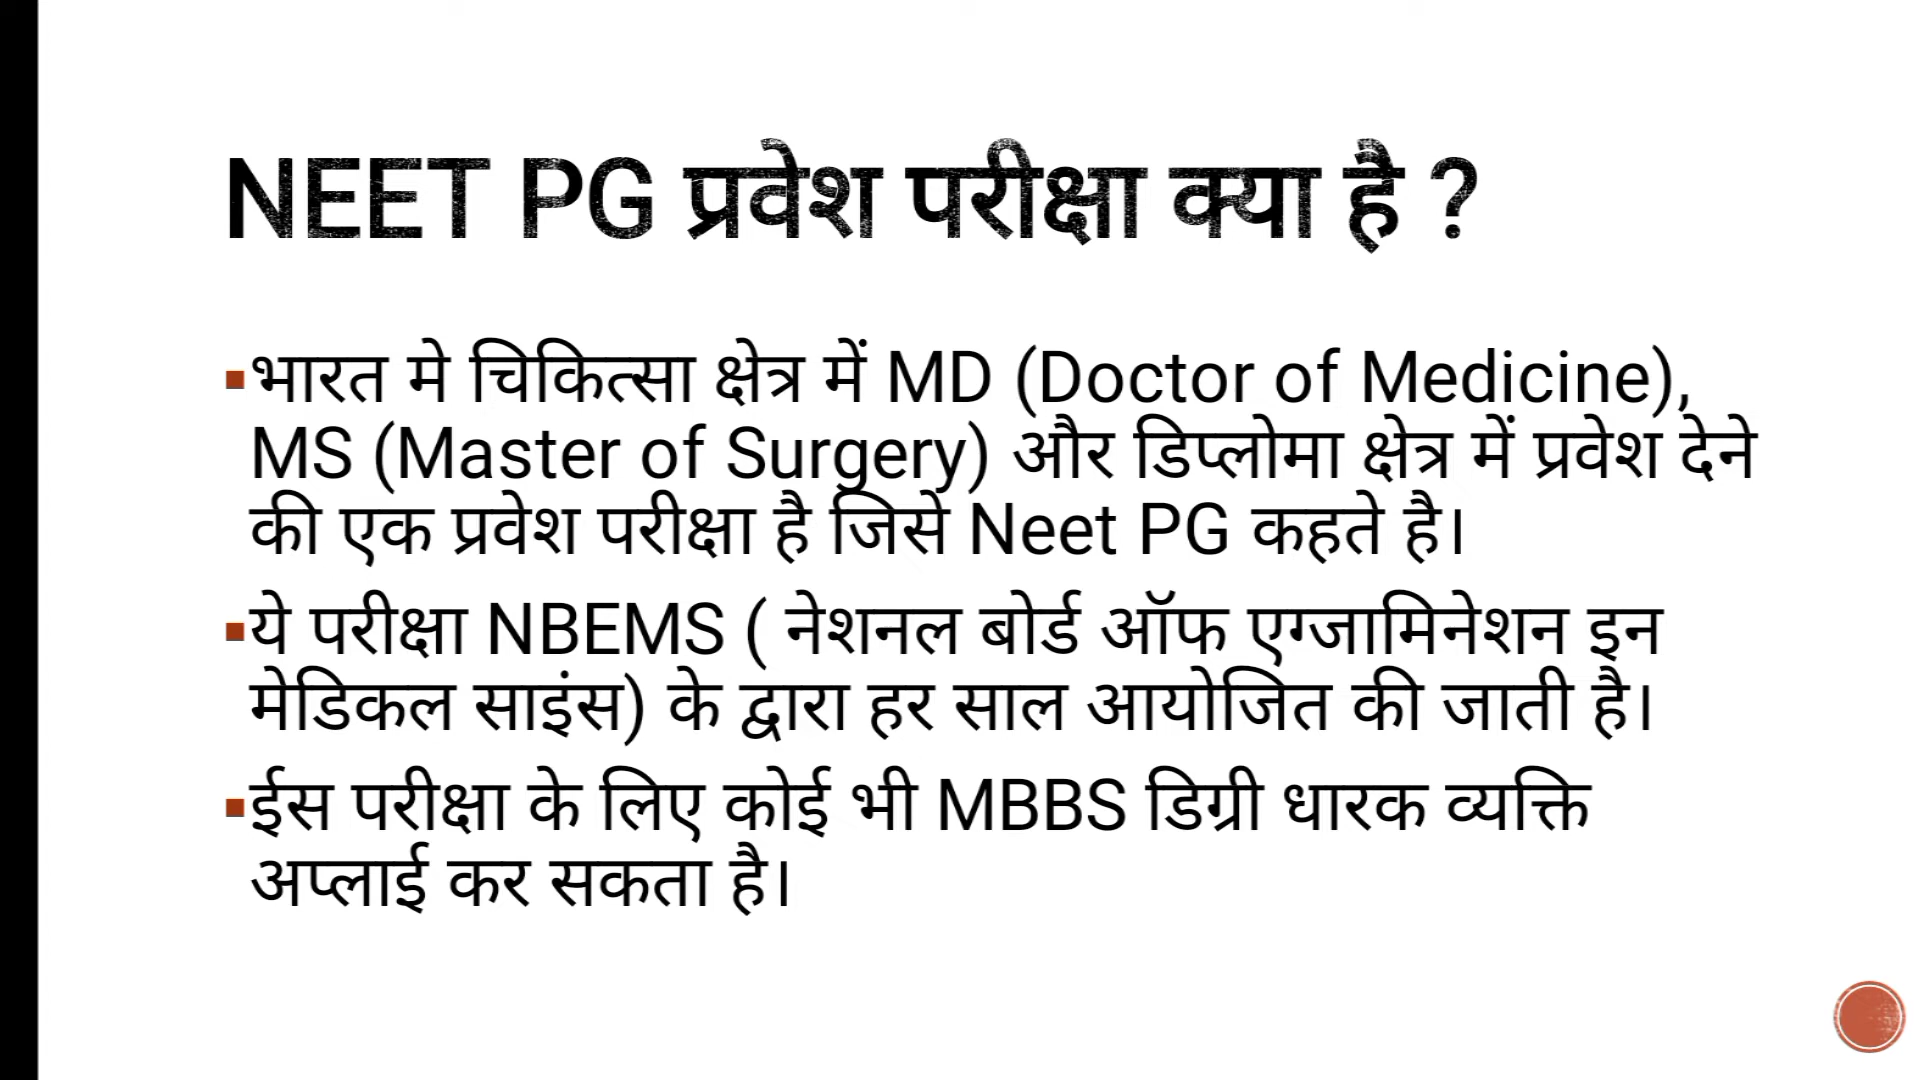 NEET PG प्रवेश परीक्षा क्या है ?
▪भारत मे चिकित्सा क्षेत्र में MD (Doctor of Medicine),
MS (Master of Surgery) और डिप्लोमा क्षेत्र में प्रवेश देने
की एक प्रवेश परीक्षा है जिसे Neet PG कहते है।
▪ये परीक्षा NBEMS ( नेशनल बोर्ड ऑफ एग्जामिनेशन इन
मेडिकल साइंस) के द्वारा हर साल आयोजित की जाती है।
▪ईस परीक्षा के लिए कोई भी MBBS डिग्री धारक व्यक्ति
अप्लाई कर सकता है।